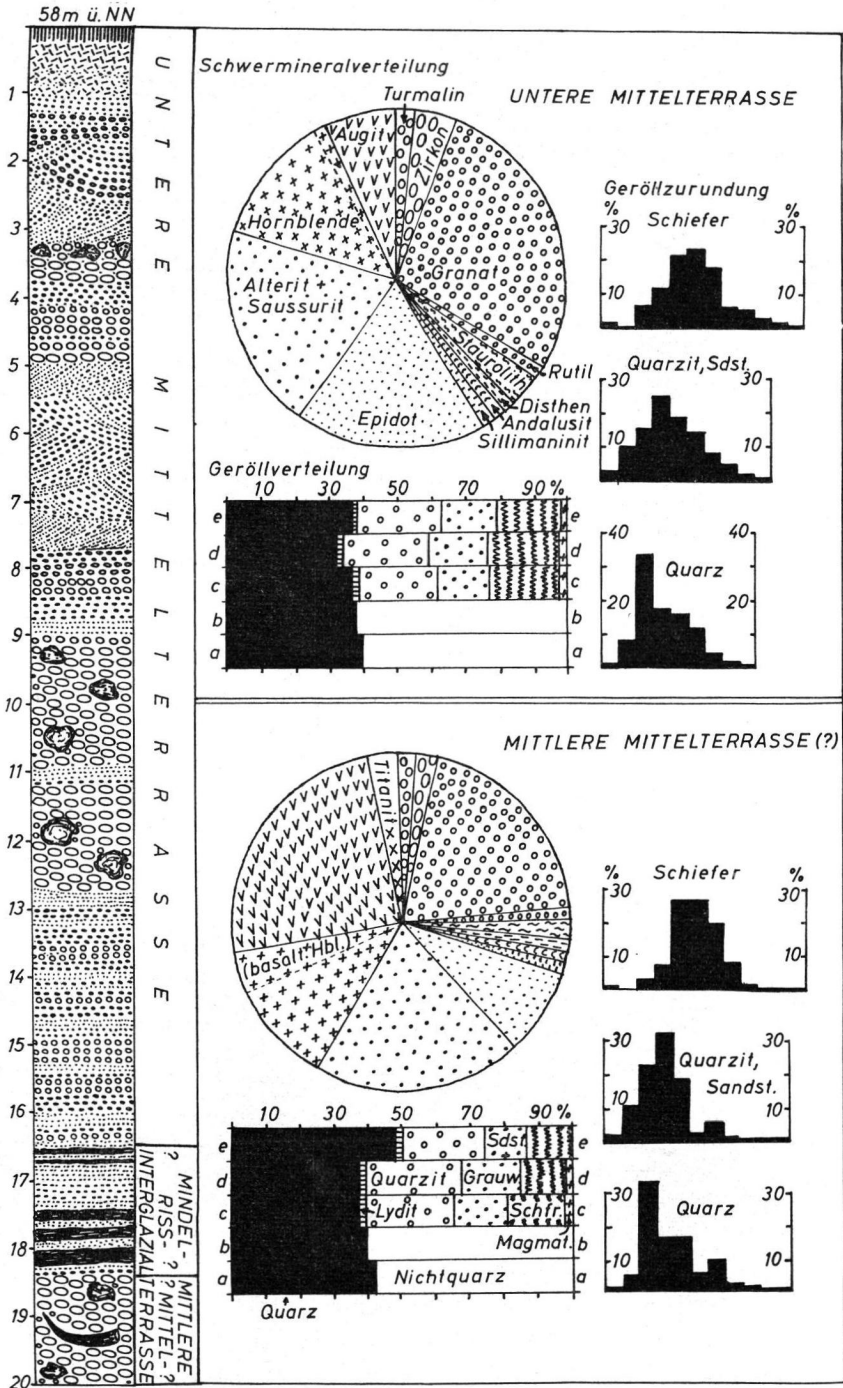 58m ü. NN
1
2
3
4
5
6
7
8
9
10
11
12
13
14
15
16
17
18
19
20
UNTERE MITTELTERRASSE
? MINDEL-
RISS- ?
INTERGLAZIAL
? MITTLERE
? MITTEL- ?
TERRASSE
Schwermineralverteilung
UNTERE MITTELTERRASSE
Turmalin
Zirkon
Augit
Hornblende
Granat
Alterit +
Saussurit
Staurolith
Rutil
Disthen
Andalusit
Sillimaninit
Epidot
Geröllzurundung
% Schiefer %
30 30
10 10
Quarzit, Sdst.
30 30
10 10
40 40
Quarz
20 20
Geröllverteilung
10 30 50 70 90 %
e e
d d
c c
b b
a a
MITTLERE MITTELTERRASSE (?)
Titanit
(basalt. Hbl.)
% Schiefer %
30 30
10 10
30 30
Quarzit,
Sandst.
10 10
30 Quarz 30
10 10
10 30 50 70 90 %
e Sdst. e
d Quarzit Grauw. d
c Lydit Schfr. c
b Magmat. b
a Nichtquarz a
Quarz